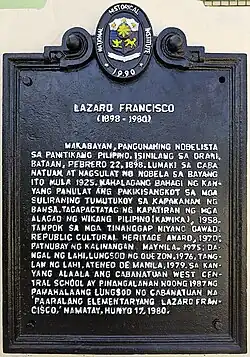 NATIONAL HISTORICAL INSTITUTE
1990
LAZARO FRANCISCO
(1898 - 1980)
MAKABAYAN, PANGUNAHING NOBELISTA
SA PANITIKANG PILIPINO. ISINILANG SA ORANI,
BATAAN, PEBRERO 22, 1898. LUMAKI SA CABA
NATUAN AT NAGSULAT NG NOBELA SA BAYANG
ITO MULA 1925. MAHALAGANG BAHAGI NG KAN-
YANG PANULAT ANG PAKIKISANGKOT SA MGA
SULIRANING TUMUTUKOY SA KAPAKANAN NG
BANSA. TAGAPAGTATAG NG KAPATIRAN NG MGA
ALAGAD NG WIKANG PILIPINO (KAWIKA), 1958.
TAMPOK SA MGA TINANGGAP NIYANG GAWAD:
REPUBLIC CULTURAL HERITAGE AWARD, 1970;
PATNUBAY NG KALINANGAN, MAYNILA, 1975; DA-
NGAL NG LAHI, LUNGSOD NG QUEZON, 1976, TANG-
LAW NG LAHI, ATENEO DE MANILA, 1979. SA KAN-
YANG ALAALA ANG CABANATUAN WEST CEN-
TRAL SCHOOL AY PINANGALANAN NOONG 1987 NG
PAMAHALAANG LUNGSOD NG CABANATUAN NA
'PAARALANG ELEMENTARYANG LAZARO FRAN-
CISCO.' NAMATAY, HUNYO 17, 1980.